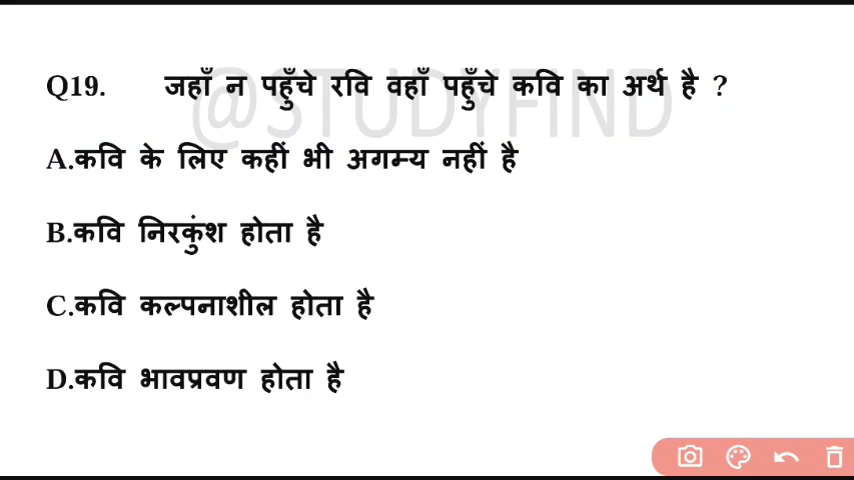 Q19. जहाँ न पहुँचे रवि वहाँ पहुँचे कवि का अर्थ है ?
@STUDYFIND
A.कवि के लिए कहीं भी अगम्य नहीं है
B.कवि निरकुंश होता है
C.कवि कल्पनाशील होता है
D.कवि भावप्रवण होता है